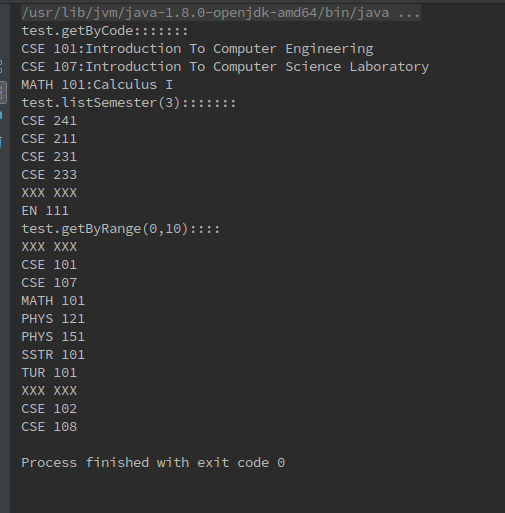 /usr/lib/jvm/java-1.8.0-openjdk-amd64/bin/java ...
test.getByCode:::::::
CSE 101:Introduction To Computer Engineering
CSE 107:Introduction To Computer Science Laboratory
MATH 101:Calculus I
test.listSemester(3):::::::
CSE 241
CSE 211
CSE 231
CSE 233
XXX XXX
EN 111
test.getByRange(0,10)::::
XXX XXX
CSE 101
CSE 107
MATH 101
PHYS 121
PHYS 151
SSTR 101
TUR 101
XXX XXX
CSE 102
CSE 108
Process finished with exit code 0